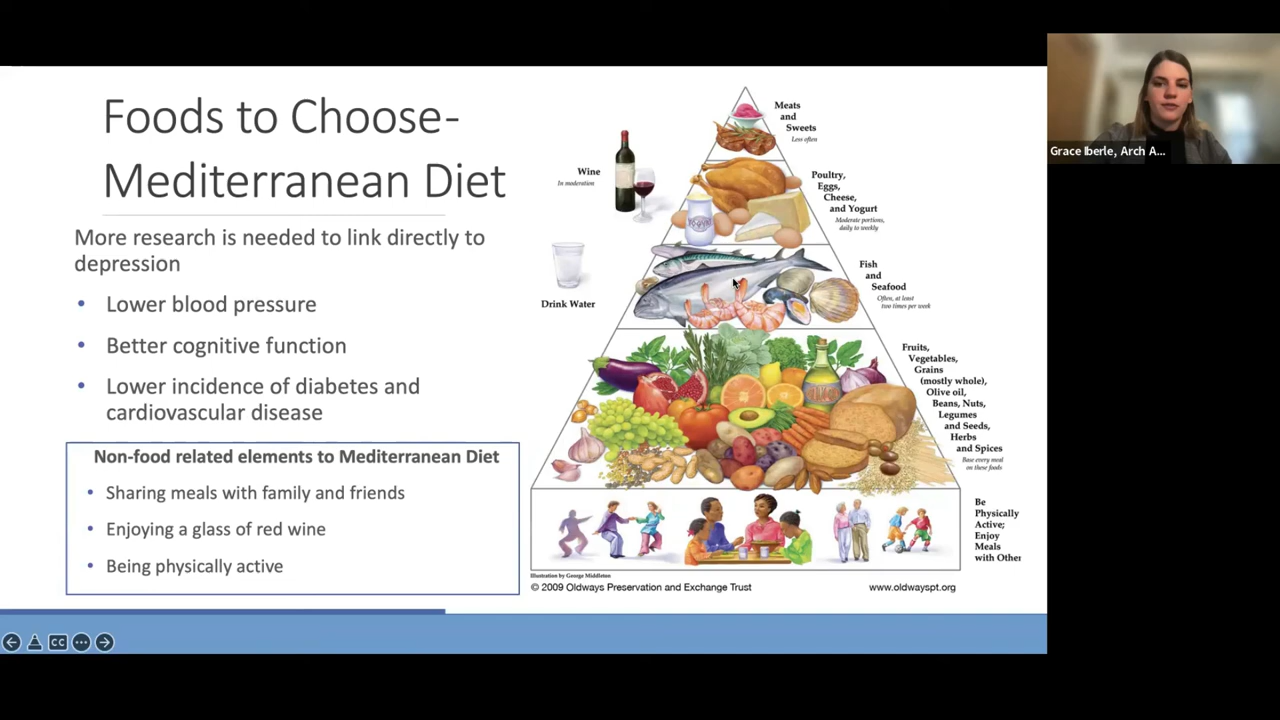 Foods to Choose-
Mediterranean Diet
More research is needed to link directly to
depression
• Lower blood pressure
• Better cognitive function
• Lower incidence of diabetes and
cardiovascular disease
Non-food related elements to Mediterranean Diet
• Sharing meals with family and friends
• Enjoying a glass of red wine
• Being physically active
Meats
and
Sweets
Less often
Wine
In moderation
Poultry,
Eggs,
Cheese,
and Yogurt
Moderate portions,
daily to weekly
Drink Water
Fish
and
Seafood
Often, at least
two times per week
Fruits,
Vegetables,
Grains
(mostly whole),
Olive oil,
Beans, Nuts,
Legumes
and Seeds,
Herbs
and Spices
Base every meal
on these foods
Be
Physically
Active;
Enjoy
Meals
with Other
Illustration by George Middleton
© 2009 Oldways Preservation and Exchange Trust
www.oldwayspt.org
CC
Grace Iberle, Arch A...